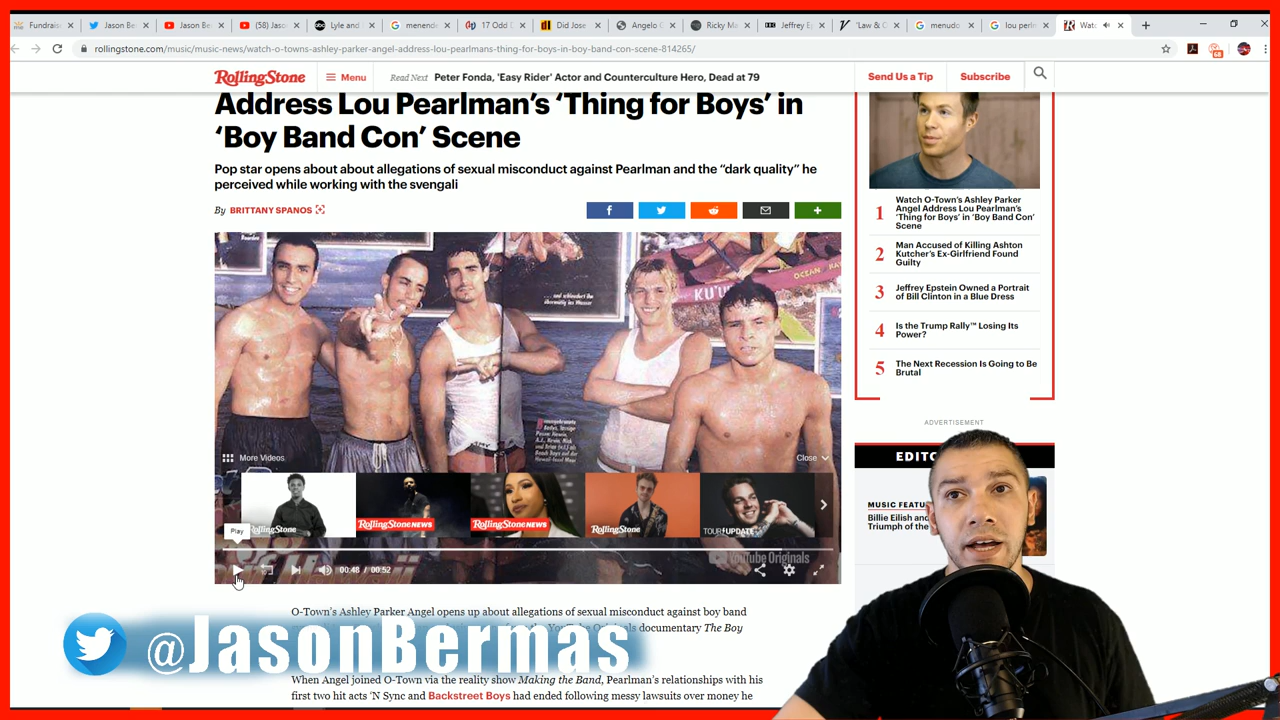 Fundraise
Jason Be
Jason Be
(58) Jaso
Lyle and
menende
17 Odd D
Did Jose
Angelo
Ricky Ma
Jeffrey E
'Law & O
menudo
lou perln
Wat
rollingstone.com/music/music-news/watch-o-towns-ashley-parker-angel-address-lou-pearlmans-thing-for-boys-in-boy-band-con-scene-814265/
RollingStone
Menu
Read Next Peter Fonda, 'Easy Rider' Actor and Counterculture Hero, Dead at 79
Send Us a Tip
Subscribe
Address Lou Pearlman's 'Thing for Boys' in
'Boy Band Con' Scene
Pop star opens about about allegations of sexual misconduct against Pearlman and the "dark quality" he
perceived while working with the svengali
By BRITTANY SPANOS
KU'U
OCEAN
More Videos
Close
RollingStone
RollingStone NEWS
RollingStone NEWS
RollingStone
TOUR UPDATE
Play
YouTube Originals
00:48 / 00:52
O-Town's Ashley Parker Angel opens up about allegations of sexual misconduct against boy band
Originals documentary The Boy
When Angel joined O-Town via the reality show Making the Band, Pearlman's relationships with his
first two hit acts 'N Sync and Backstreet Boys had ended following messy lawsuits over money he
1
Watch O-Town's Ashley Parker
Angel Address Lou Pearlman's
'Thing for Boys' in 'Boy Band Con'
Scene
2
Man Accused of Killing Ashton
Kutcher's Ex-Girlfriend Found
Guilty
3
Jeffrey Epstein Owned a Portrait
of Bill Clinton in a Blue Dress
4
Is the Trump Rally™ Losing Its
Power?
5
The Next Recession Is Going to Be
Brutal
ADVERTISEMENT
EDITO
MUSIC FEATU
Billie Eilish and
Triumph of the
@JasonBermas